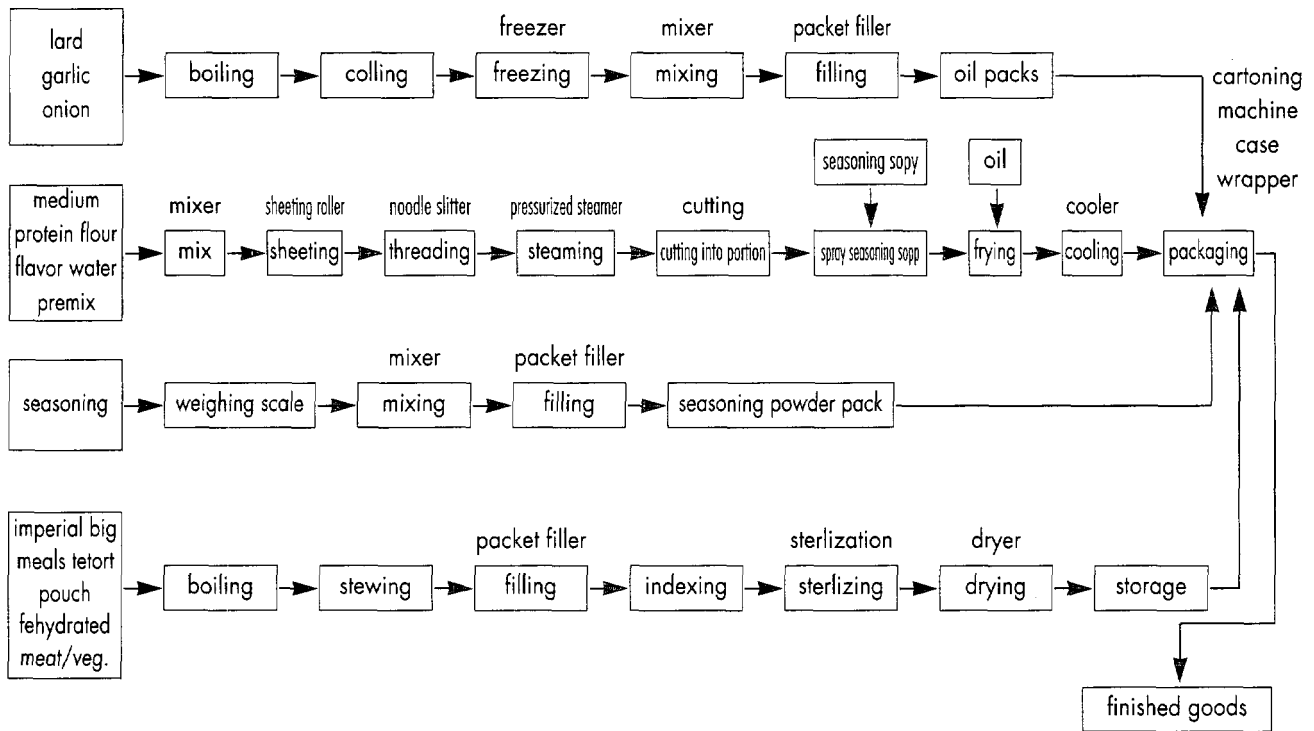 lard
garlic
onion
boiling
colling
freezer
freezing
mixer
mixing
packet filler
filling
oil packs
cartoning
machine
case
wrapper
medium
protein flour
flavor water
premix
mixer
mix
sheeting roller
sheeting
noodle slitter
threading
pressurized steamer
steaming
cutting
cutting into portion
seasoning sopy
spray seasoning sopp
oil
frying
cooler
cooling
packaging
seasoning
weighing scale
mixer
mixing
packet filler
filling
seasoning powder pack
imperial big
meals tetort
pouch
fehydrated
meat/veg.
boiling
stewing
packet filler
filling
indexing
sterlization
sterlizing
dryer
drying
storage
finished goods